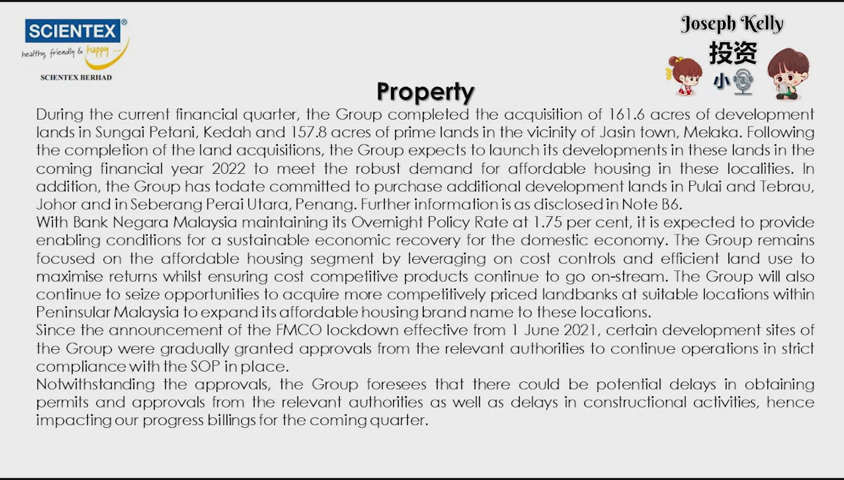 SCIENTEX®
healthy, friendly & happy ...
SCIENTEX BERHAD
Joseph Kelly
投资
小
Property
During the current financial quarter, the Group completed the acquisition of 161.6 acres of development
lands in Sungai Petani, Kedah and 157.8 acres of prime lands in the vicinity of Jasin town, Melaka. Following
the completion of the land acquisitions, the Group expects to launch its developments in these lands in the
coming financial year 2022 to meet the robust demand for affordable housing in these localities. In
addition, the Group has todate committed to purchase additional development lands in Pulai and Tebrau,
Johor and in Seberang Perai Utara, Penang. Further information is as disclosed in Note B6.
With Bank Negara Malaysia maintaining its Overnight Policy Rate at 1.75 per cent, it is expected to provide
enabling conditions for a sustainable economic recovery for the domestic economy. The Group remains
focused on the affordable housing segment by leveraging on cost controls and efficient land use to
maximise returns whilst ensuring cost competitive products continue to go on-stream. The Group will also
continue to seize opportunities to acquire more competitively priced landbanks at suitable locations within
Peninsular Malaysia to expand its affordable housing brand name to these locations.
Since the announcement of the FMCO lockdown effective from 1 June 2021, certain development sites of
the Group were gradually granted approvals from the relevant authorities to continue operations in strict
compliance with the SOP in place.
Notwithstanding the approvals, the Group foresees that there could be potential delays in obtaining
permits and approvals from the relevant authorities as well as delays in constructional activities, hence
impacting our progress billings for the coming quarter.